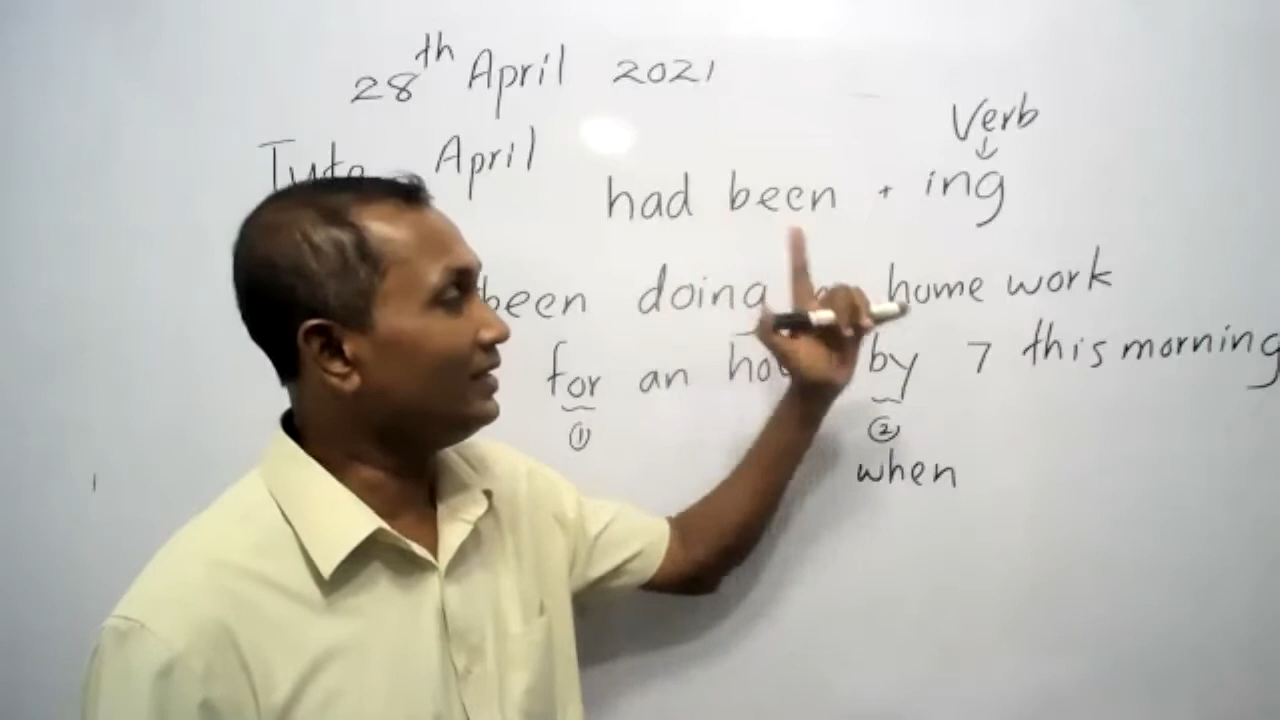 28th April 2021
Tute April
Verb
↓
had been + ing
been doing home work
for an by 7 this morning
① ②
when